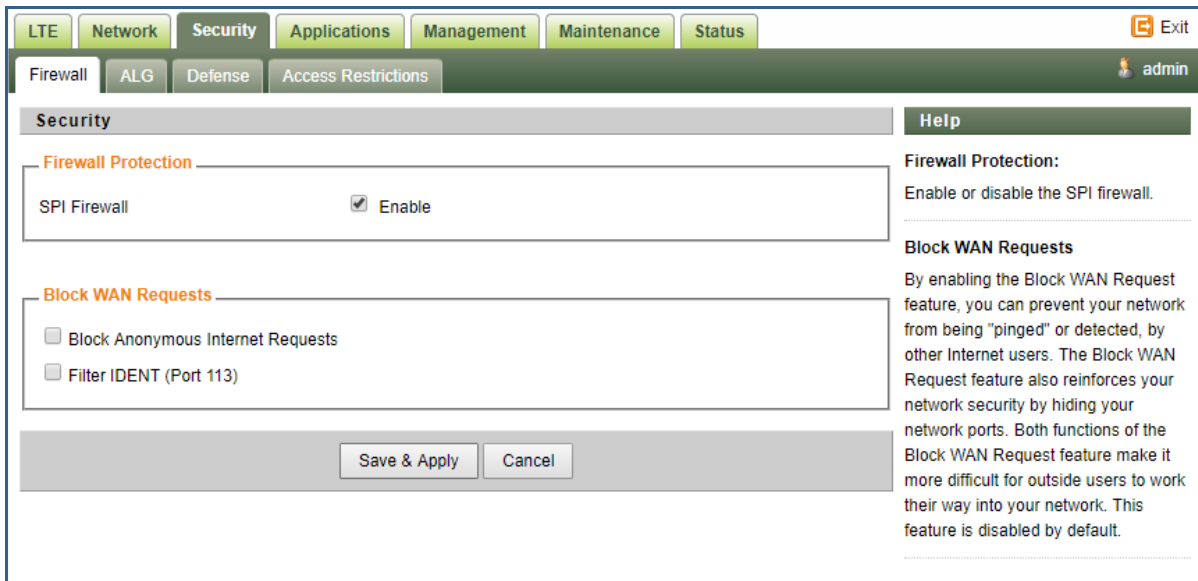 LTE Network Security Applications Management Maintenance Status Exit
Firewall ALG Defense Access Restrictions admin
Security
Firewall Protection
SPI Firewall Enable
Block WAN Requests
Block Anonymous Internet Requests
Filter IDENT (Port 113)
Save & Apply Cancel
Help
Firewall Protection:
Enable or disable the SPI firewall.
Block WAN Requests
By enabling the Block WAN Request
feature, you can prevent your network
from being "pinged" or detected, by
other Internet users. The Block WAN
Request feature also reinforces your
network security by hiding your
network ports. Both functions of the
Block WAN Request feature make it
more difficult for outside users to work
their way into your network. This
feature is disabled by default.